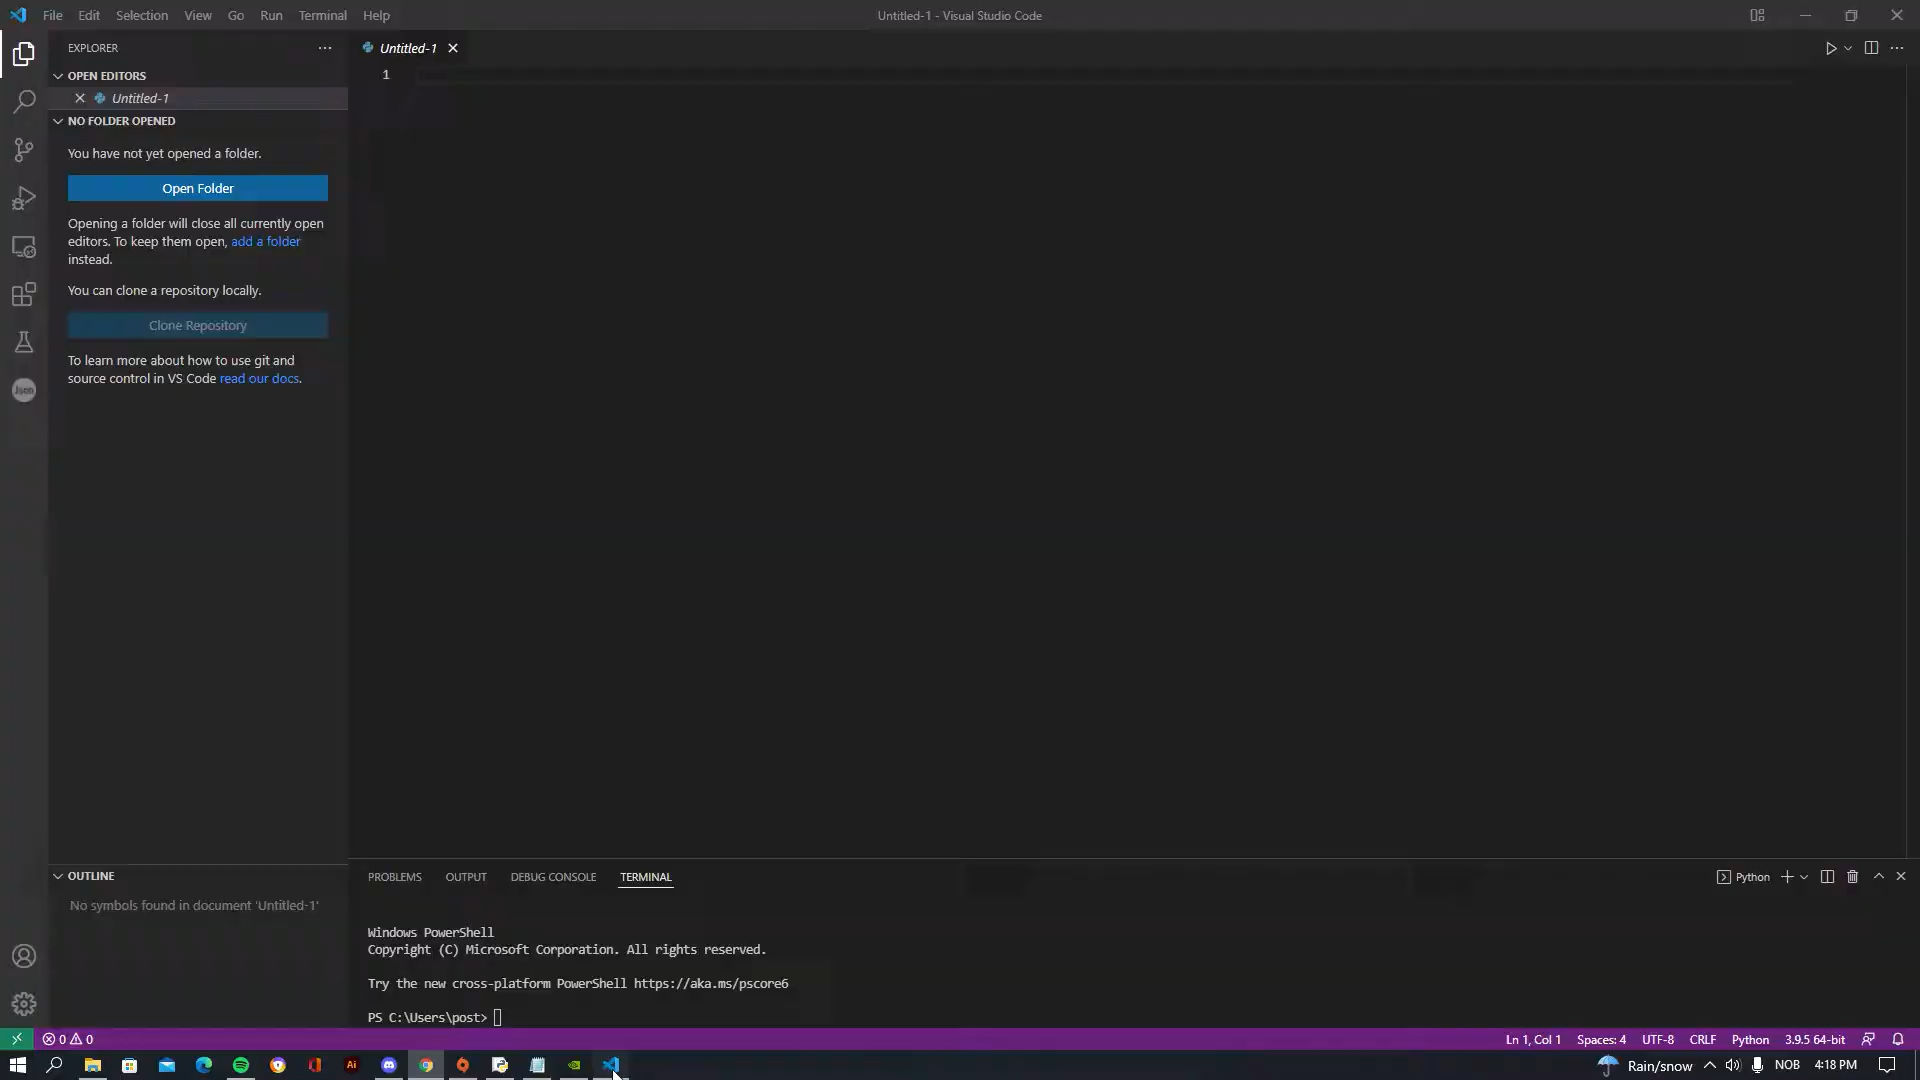 File Edit Selection View Go Run Terminal Help
Untitled-1 - Visual Studio Code
EXPLORER
Untitled-1
OPEN EDITORS
1
Untitled-1
NO FOLDER OPENED
You have not yet opened a folder.
Open Folder
Opening a folder will close all currently open
editors. To keep them open, add a folder
instead.
You can clone a repository locally.
Clone Repository
To learn more about how to use git and
source control in VS Code read our docs.
Json
OUTLINE
No symbols found in document 'Untitled-1'
PROBLEMS OUTPUT DEBUG CONSOLE TERMINAL
Python
Windows PowerShell
Copyright (C) Microsoft Corporation. All rights reserved.
Try the new cross-platform PowerShell https://aka.ms/pscore6
PS C:\Users\post>
0 0
Ln 1, Col 1 Spaces: 4 UTF-8 CRLF Python 3.9.5 64-bit
Ai
Rain/snow NOB 4:18 PM